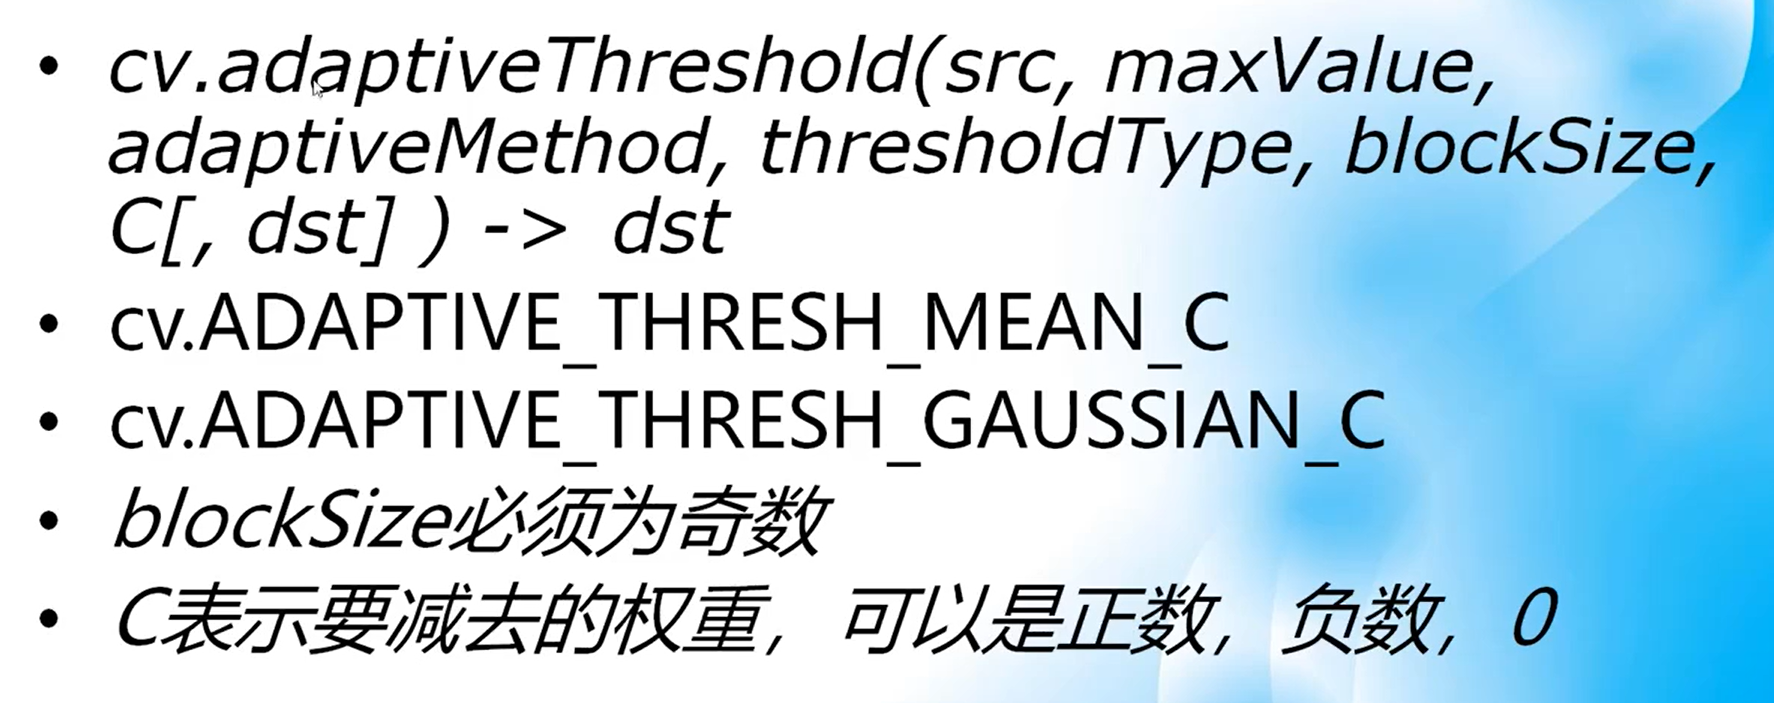 • cv.adaptiveThreshold(src, maxValue,
adaptiveMethod, thresholdType, blockSize,
C[, dst] ) -> dst
• cv.ADAPTIVE_THRESH_MEAN_C
• cv.ADAPTIVE_THRESH_GAUSSIAN_C
• blockSize必须为奇数
• C表示要减去的权重，可以是正数，负数，0